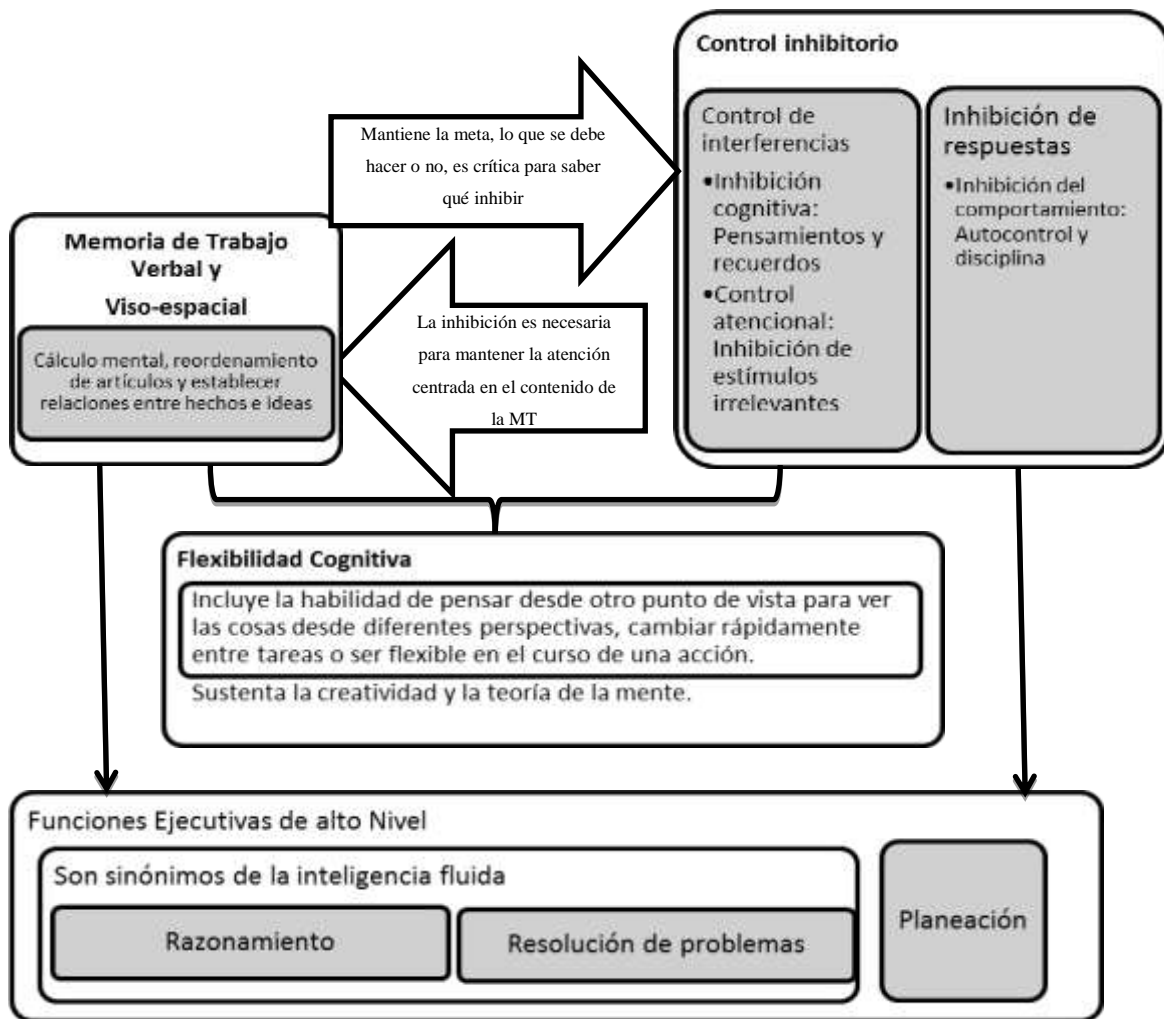 Control inhibitorio
Mantiene la meta, lo que se debe
hacer o no, es crítica para saber
qué inhibir
Control de
interferencias
•Inhibición
cognitiva:
Pensamientos y
recuerdos
•Control
atencional:
Inhibición de
estímulos
irrelevantes
Inhibición de
respuestas
•Inhibición del
comportamiento:
Autocontrol y
disciplina
Memoria de Trabajo
Verbal y
Viso-espacial
Cálculo mental, reordenamiento
de artículos y establecer
relaciones entre hechos e ideas
La inhibición es necesaria
para mantener la atención
centrada en el contenido de
la MT
Flexibilidad Cognitiva
Incluye la habilidad de pensar desde otro punto de vista para ver
las cosas desde diferentes perspectivas, cambiar rápidamente
entre tareas o ser flexible en el curso de una acción.
Sustenta la creatividad y la teoría de la mente.
Funciones Ejecutivas de alto Nivel
Son sinónimos de la inteligencia fluida
Razonamiento
Resolución de problemas
Planeación